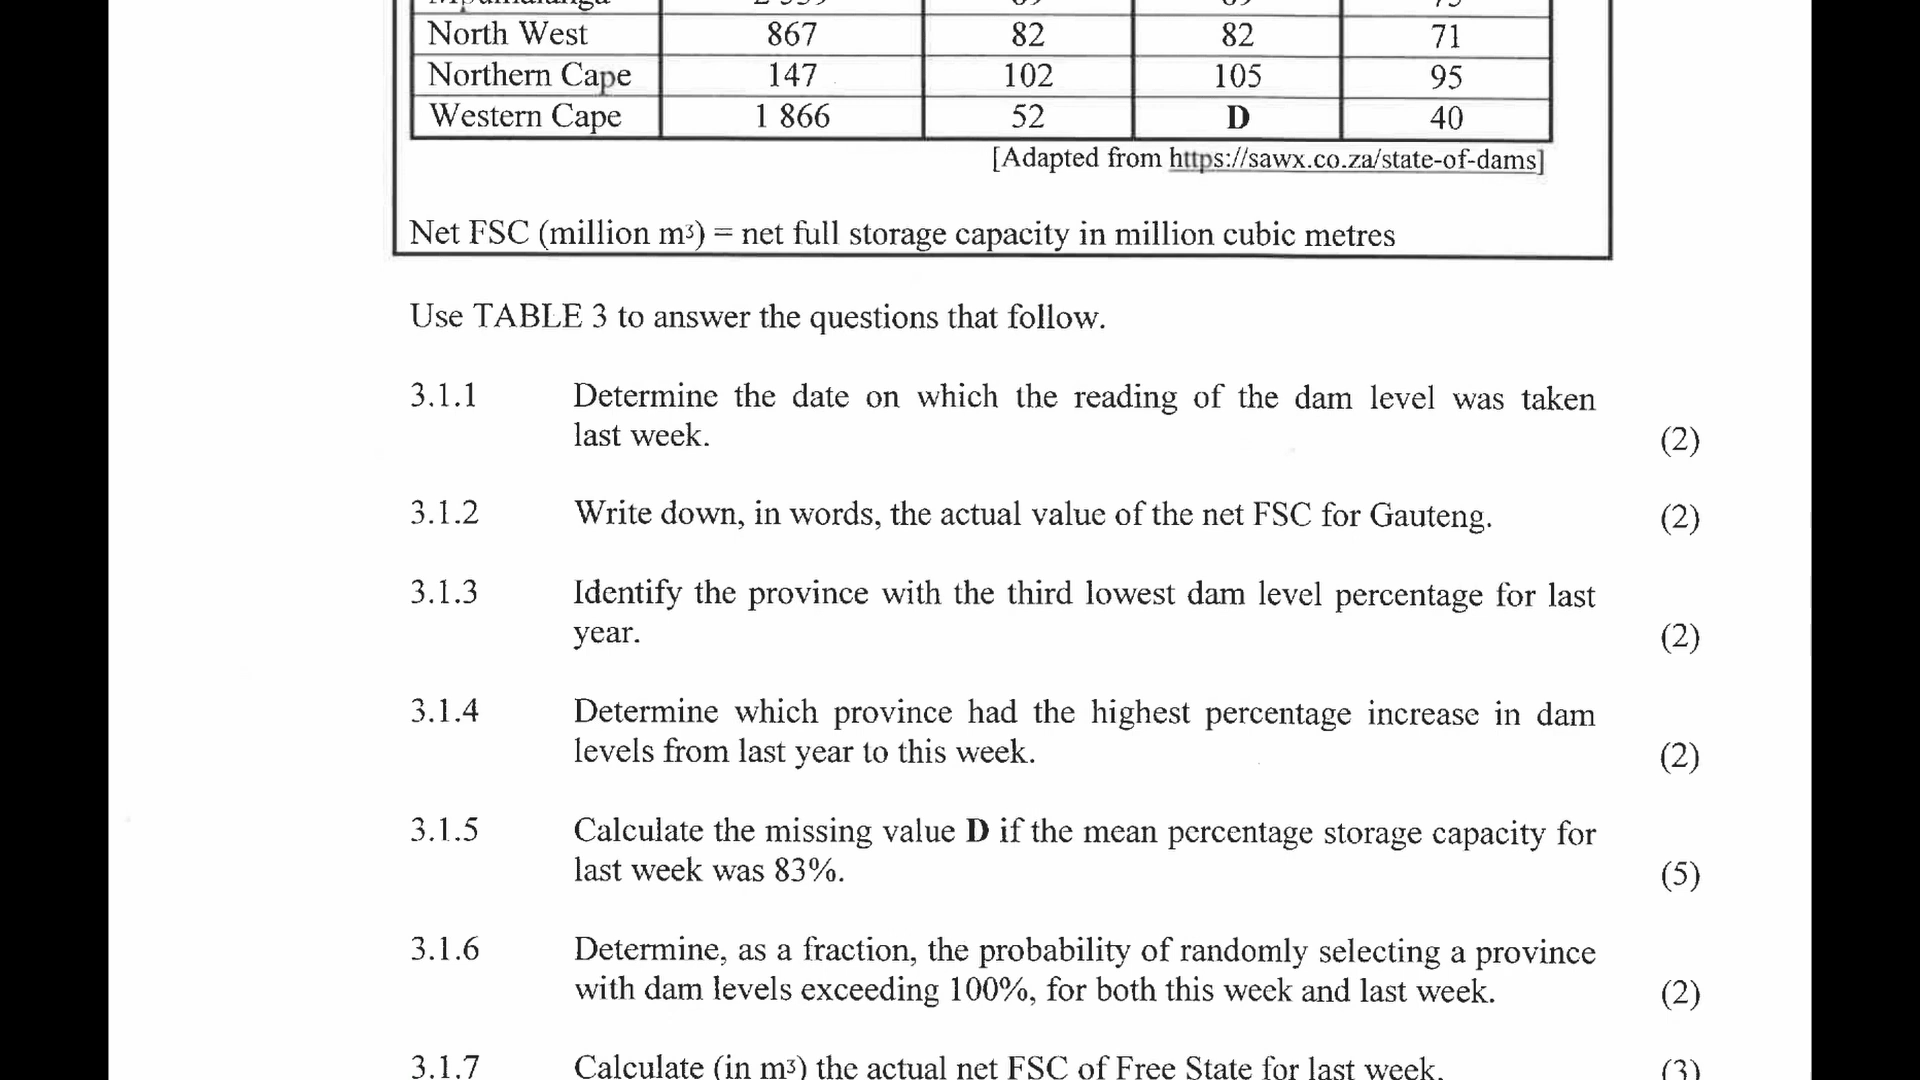 North West 867 82 82 71
Northern Cape 147 102 105 95
Western Cape 1 866 52 D 40
[Adapted from https://sawx.co.za/state-of-dams]
Net FSC (million m³) = net full storage capacity in million cubic metres
Use TABLE 3 to answer the questions that follow.
3.1.1 Determine the date on which the reading of the dam level was taken
last week. (2)
3.1.2 Write down, in words, the actual value of the net FSC for Gauteng. (2)
3.1.3 Identify the province with the third lowest dam level percentage for last
year. (2)
3.1.4 Determine which province had the highest percentage increase in dam
levels from last year to this week. (2)
3.1.5 Calculate the missing value D if the mean percentage storage capacity for
last week was 83%. (5)
3.1.6 Determine, as a fraction, the probability of randomly selecting a province
with dam levels exceeding 100%, for both this week and last week. (2)
3.1.7 Calculate (in m³) the actual net FSC of Free State for last week. (3)